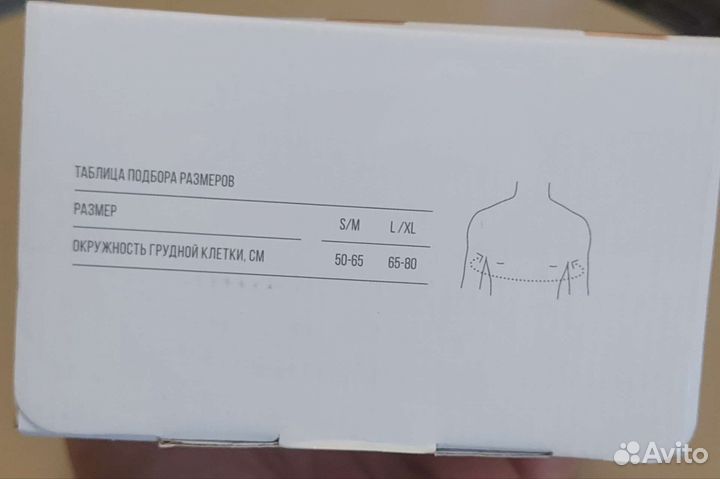 ТАБЛИЦА ПОДБОРА РАЗМЕРОВ
РАЗМЕР S/M L /XL
ОКРУЖНОСТЬ ГРУДНОЙ КЛЕТКИ, СМ 50-65 65-80
Avito